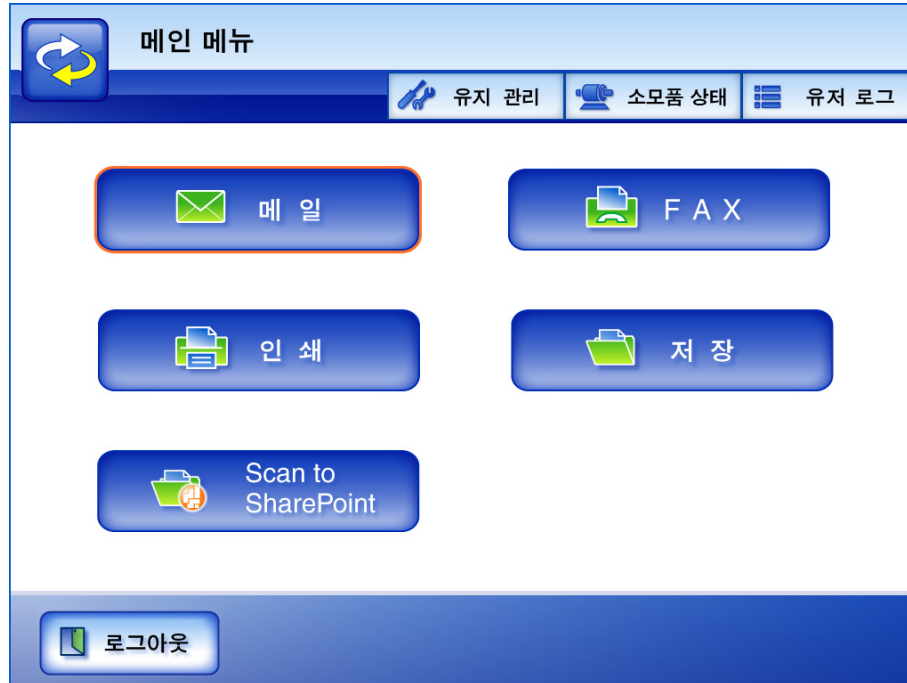 메인 메뉴
유지 관리
소모품 상태
유저 로그
메 일
F A X
인 쇄
저 장
Scan to
SharePoint
로그아웃